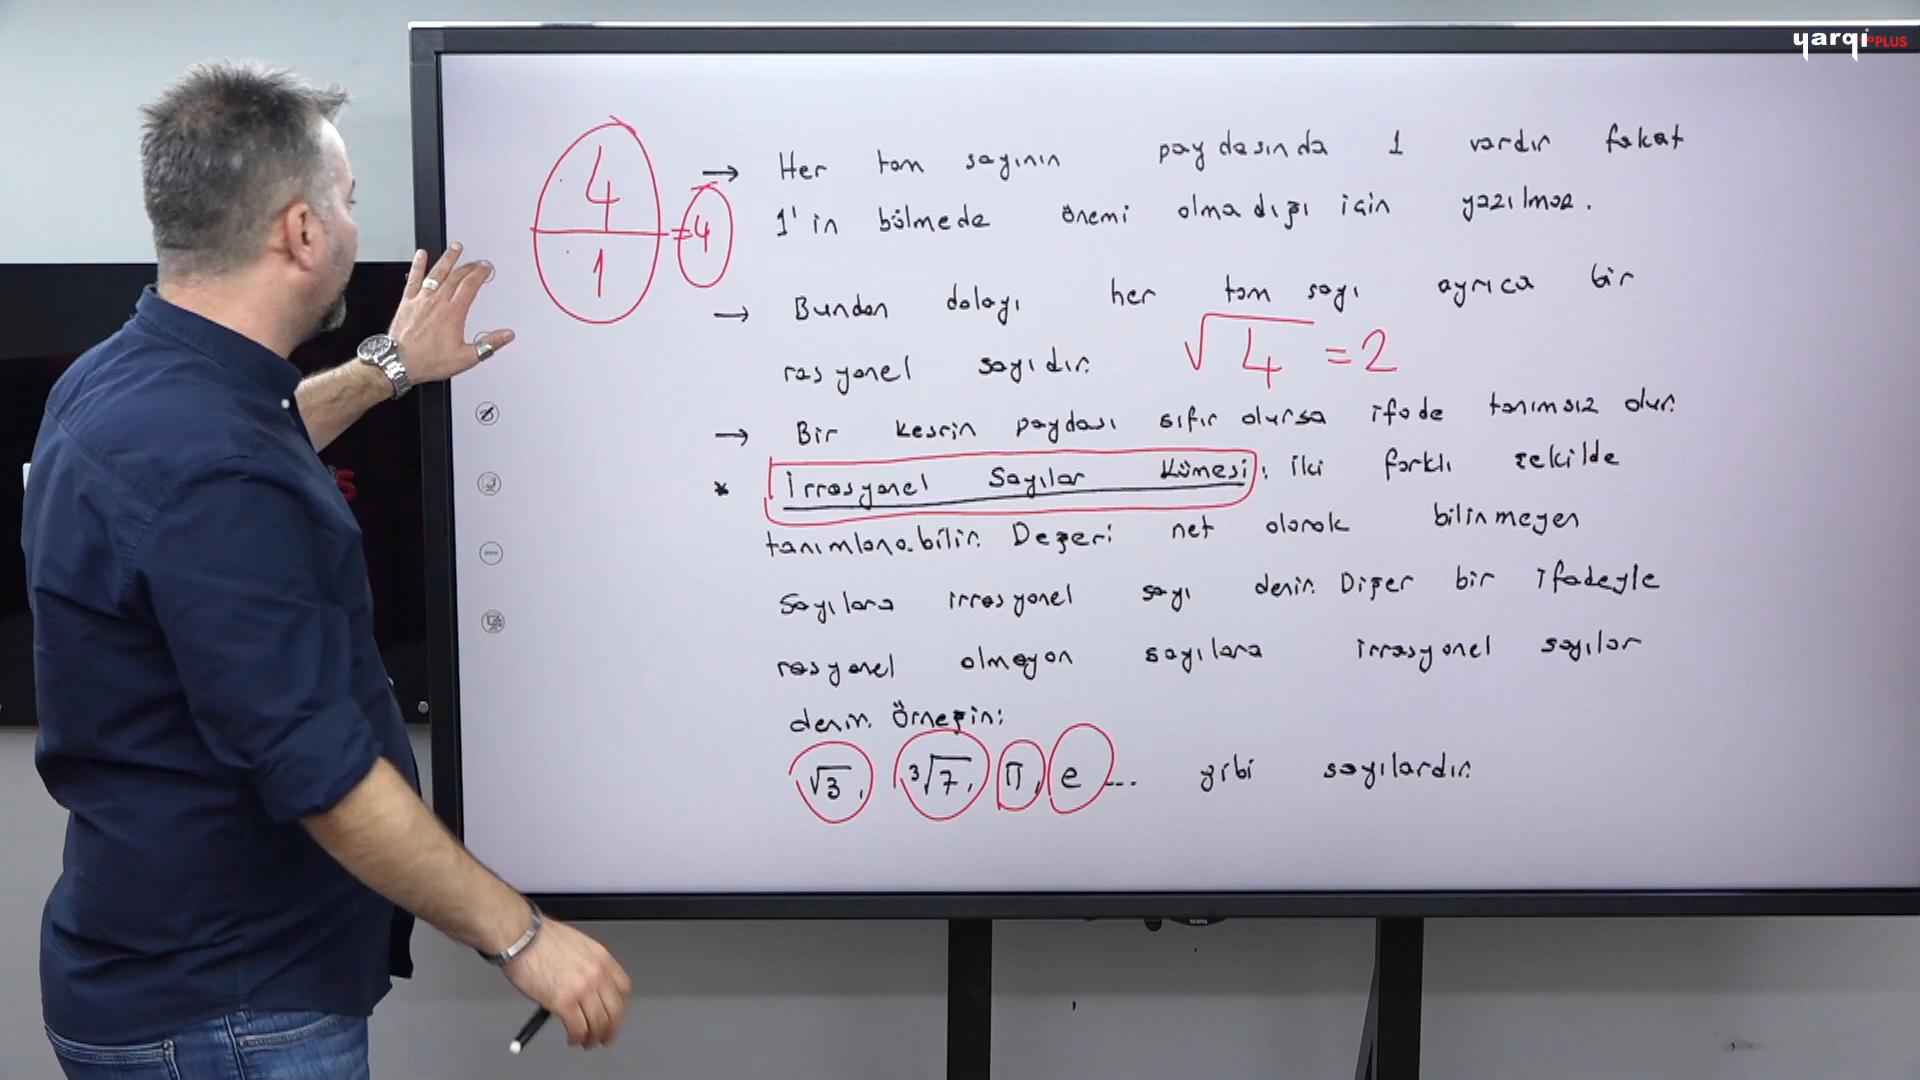 yargıPLUS
4/1 = 4
→ Her tam sayının paydasında 1 vardır fakat
1'in bölmede önemi olmadığı için yazılmaz.
→ Bundan dolayı her tam sayı ayrıca bir
rasyonel sayıdır.
√4 = 2
→ Bir kesrin paydası sıfır olursa ifade tanımsız olur.
* İrrasyonel Sayılar Kümesi: İki farklı şekilde
tanımlanabilir. Değeri net olarak bilinmeyen
sayılara irrasyonel sayı denir. Diğer bir ifadeyle
rasyonel olmayan sayılara irrasyonel sayılar
denir. Örneğin:
√3, ³√7, π, e ... gibi sayılardır.